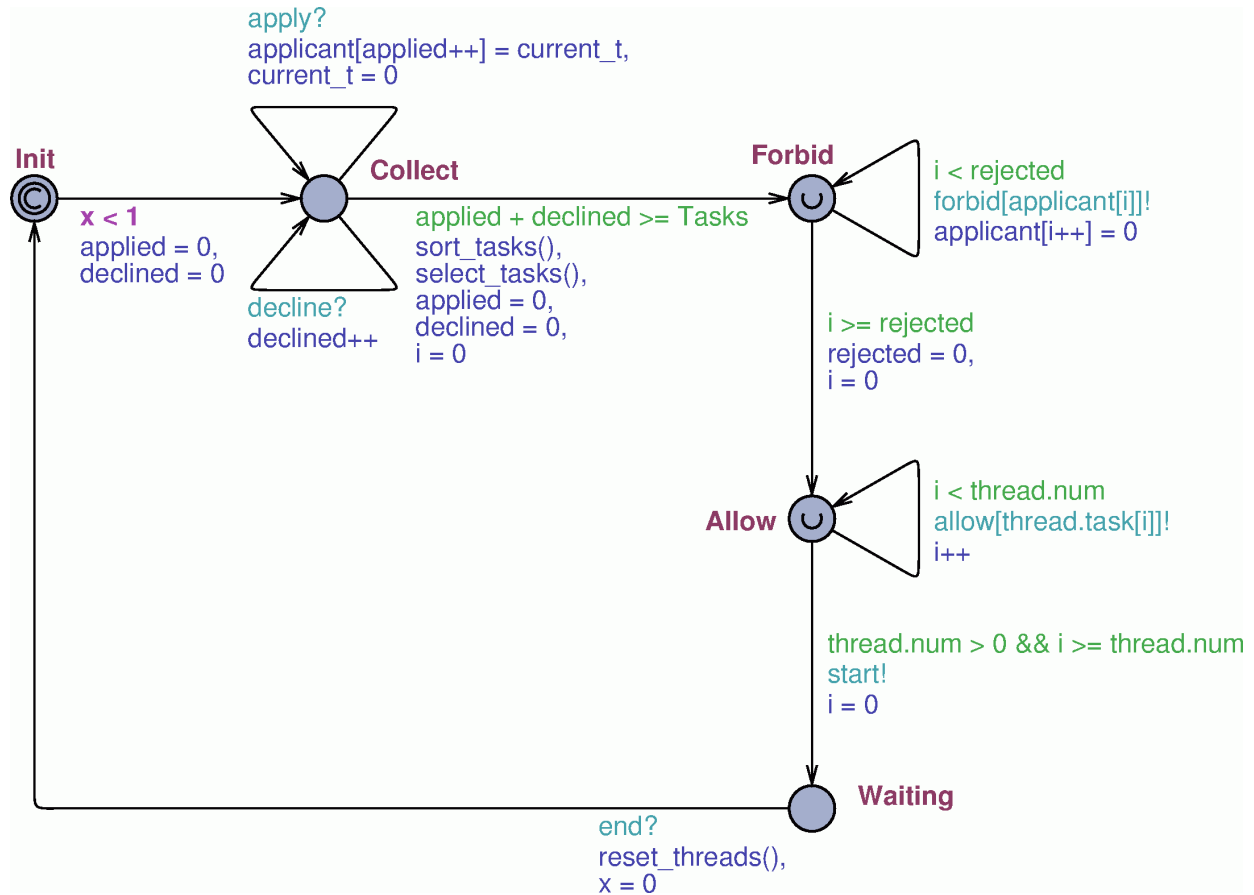 apply?
applicant[applied++] = current_t,
current_t = 0
Init
Collect
Forbid
x < 1
applied = 0,
declined = 0
decline?
declined++
applied + declined >= Tasks
sort_tasks(),
select_tasks(),
applied = 0,
declined = 0,
i = 0
i < rejected
forbid[applicant[i]]!
applicant[i++] = 0
i >= rejected
rejected = 0,
i = 0
Allow
i < thread.num
allow[thread.task[i]]!
i++
thread.num > 0 && i >= thread.num
start!
i = 0
Waiting
end?
reset_threads(),
x = 0